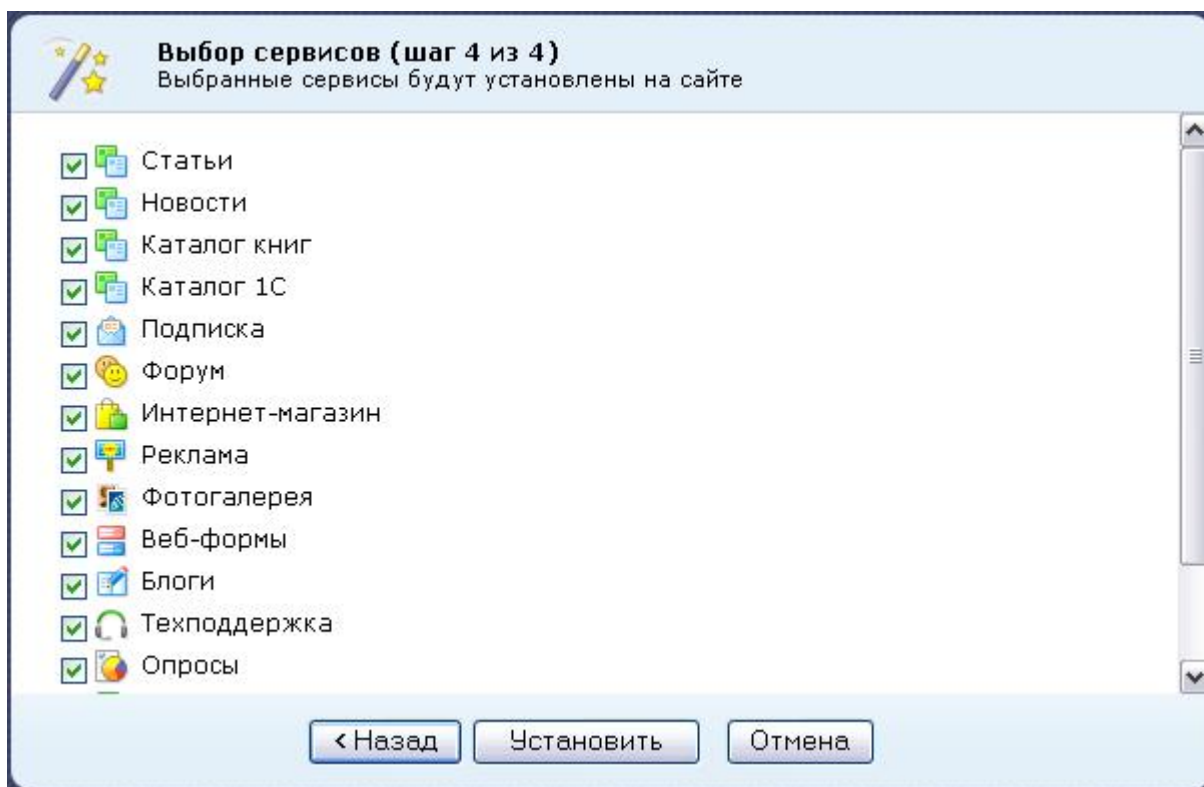 Выбор сервисов (шаг 4 из 4)
Выбранные сервисы будут установлены на сайте
Статьи
Новости
Каталог книг
Каталог 1С
Подписка
Форум
Интернет-магазин
Реклама
Фотогалерея
Веб-формы
Блоги
Техподдержка
Опросы
< Назад Установить Отмена